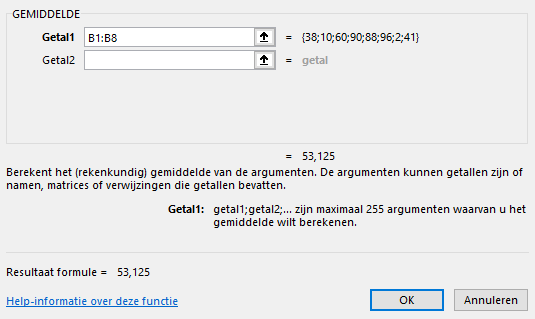 GEMIDDELDE
Getal1 B1:B8 = {38;10;60;90;88;96;2;41}
Getal2 = getal
= 53,125
Berekent het (rekenkundig) gemiddelde van de argumenten. De argumenten kunnen getallen zijn of
namen, matrices of verwijzingen die getallen bevatten.
Getal1: getal1;getal2;... zijn maximaal 255 argumenten waarvan u het
gemiddelde wilt berekenen.
Resultaat formule = 53,125
Help-informatie over deze functie OK Annuleren